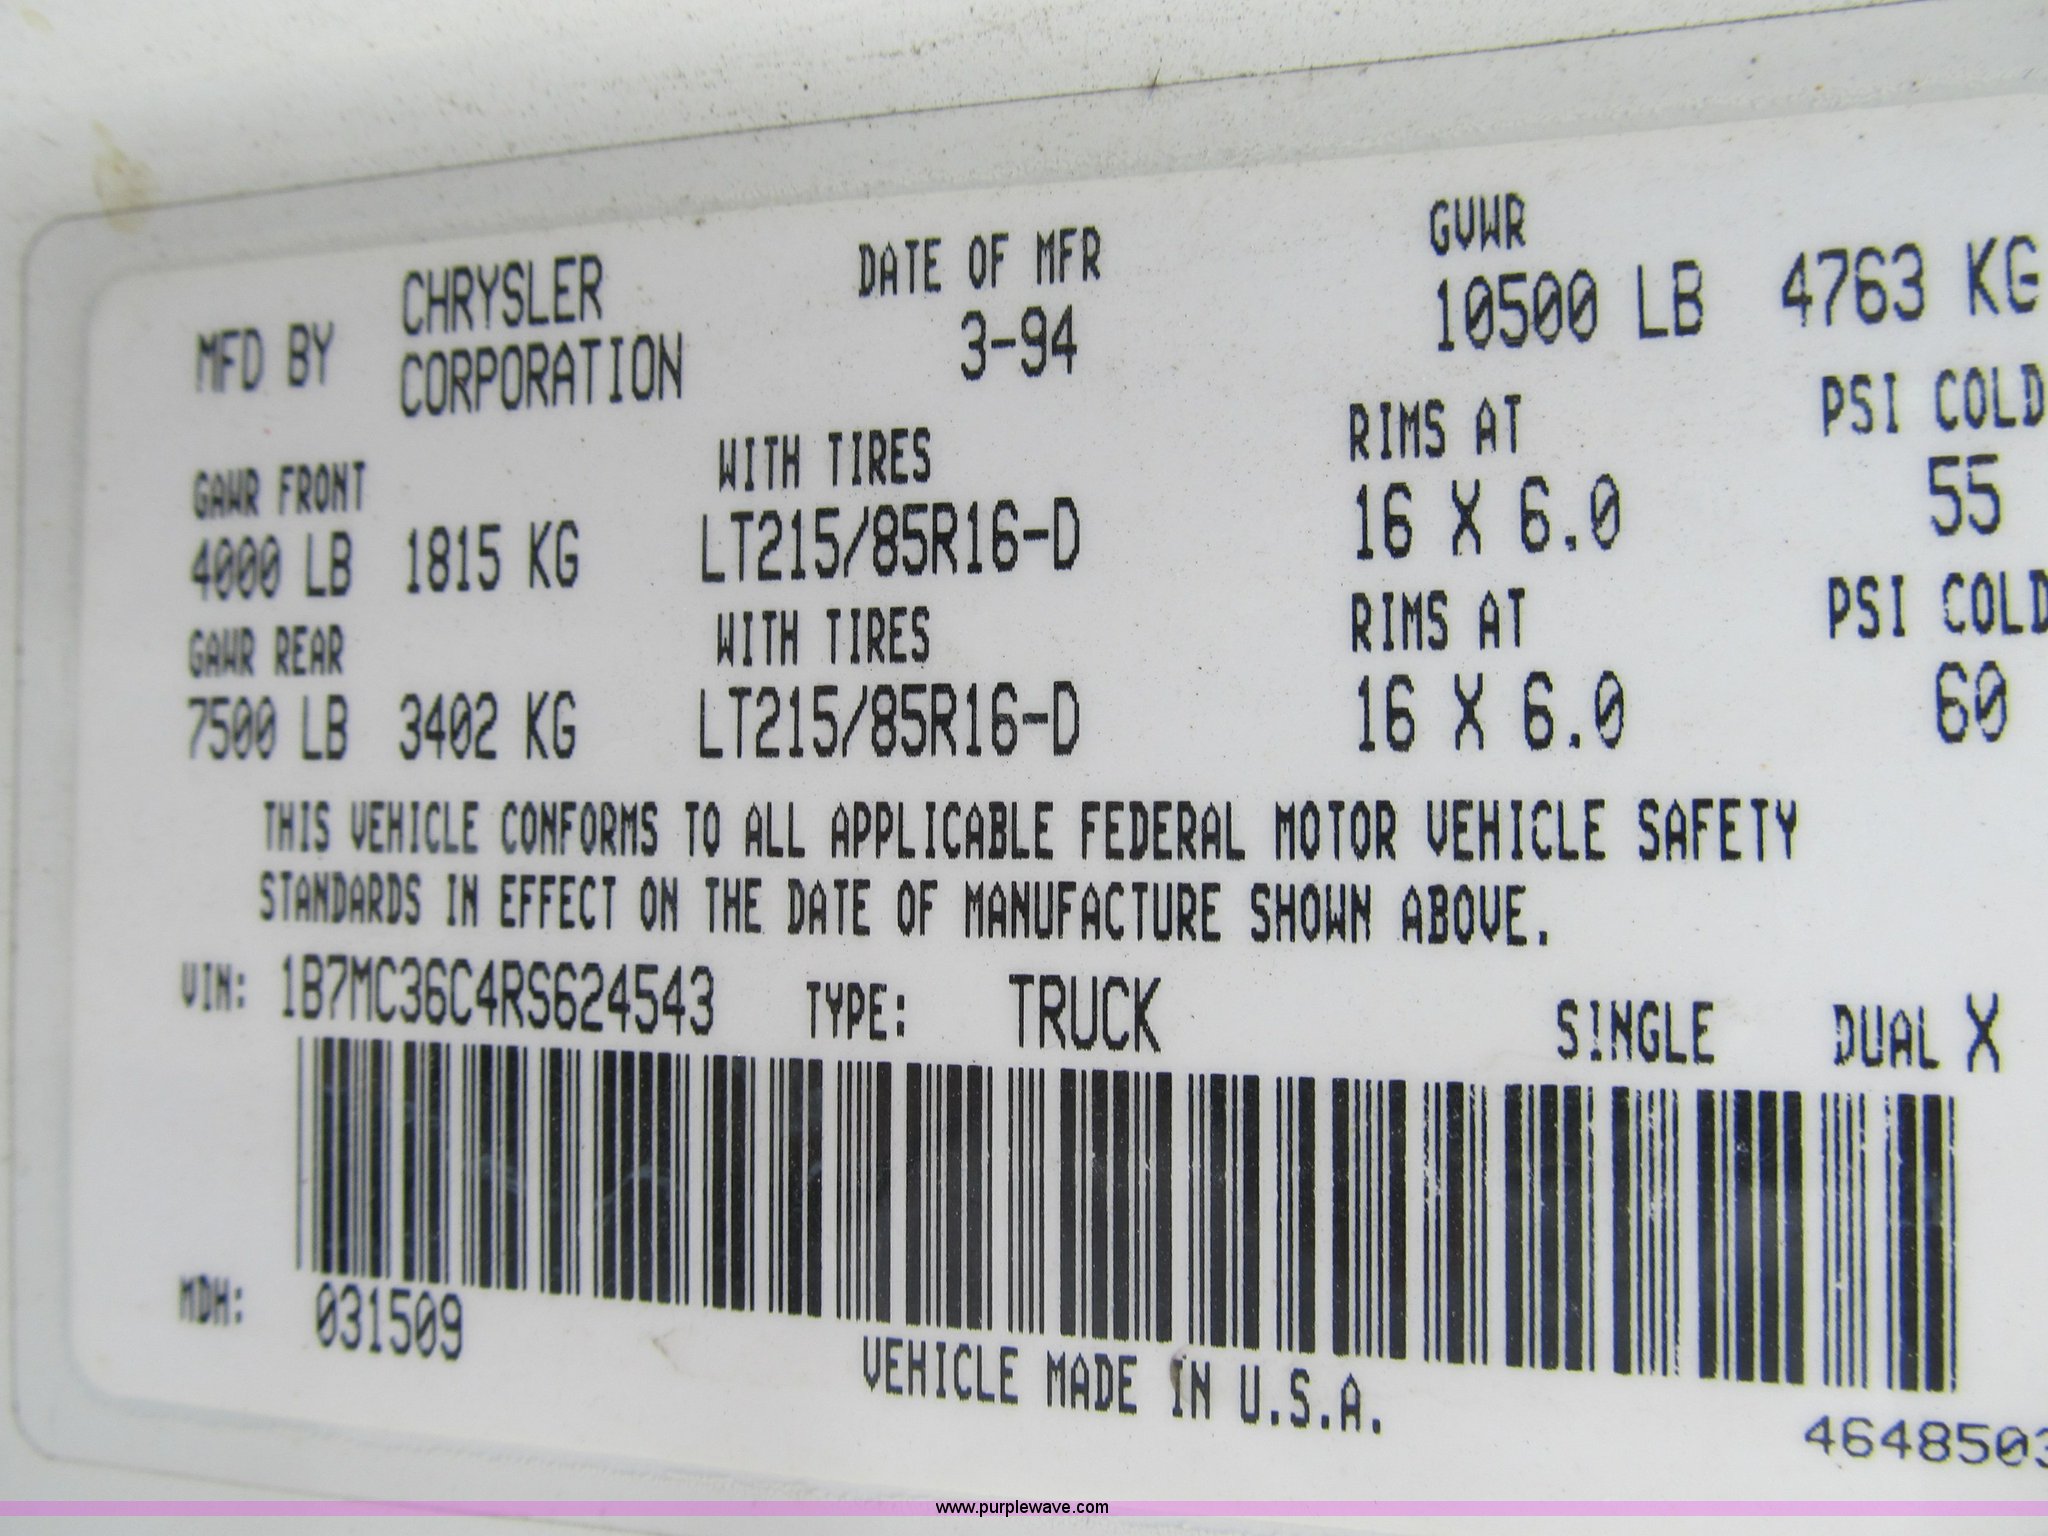 MFD BY CHRYSLER CORPORATION
DATE OF MFR
3-94
GVWR
10500 LB 4763 KG
GAWR FRONT WITH TIRES RIMS AT PSI COLD
4000 LB 1815 KG LT215/85R16-D 16 X 6.0 55
GAWR REAR WITH TIRES RIMS AT PSI COLD
7500 LB 3402 KG LT215/85R16-D 16 X 6.0 60
THIS VEHICLE CONFORMS TO ALL APPLICABLE FEDERAL MOTOR VEHICLE SAFETY
STANDARDS IN EFFECT ON THE DATE OF MANUFACTURE SHOWN ABOVE.
VIN: 1B7MC36C4RS624543 TYPE: TRUCK SINGLE DUAL X
MDH: 031509
VEHICLE MADE IN U.S.A.
4648503
www.purplewave.com